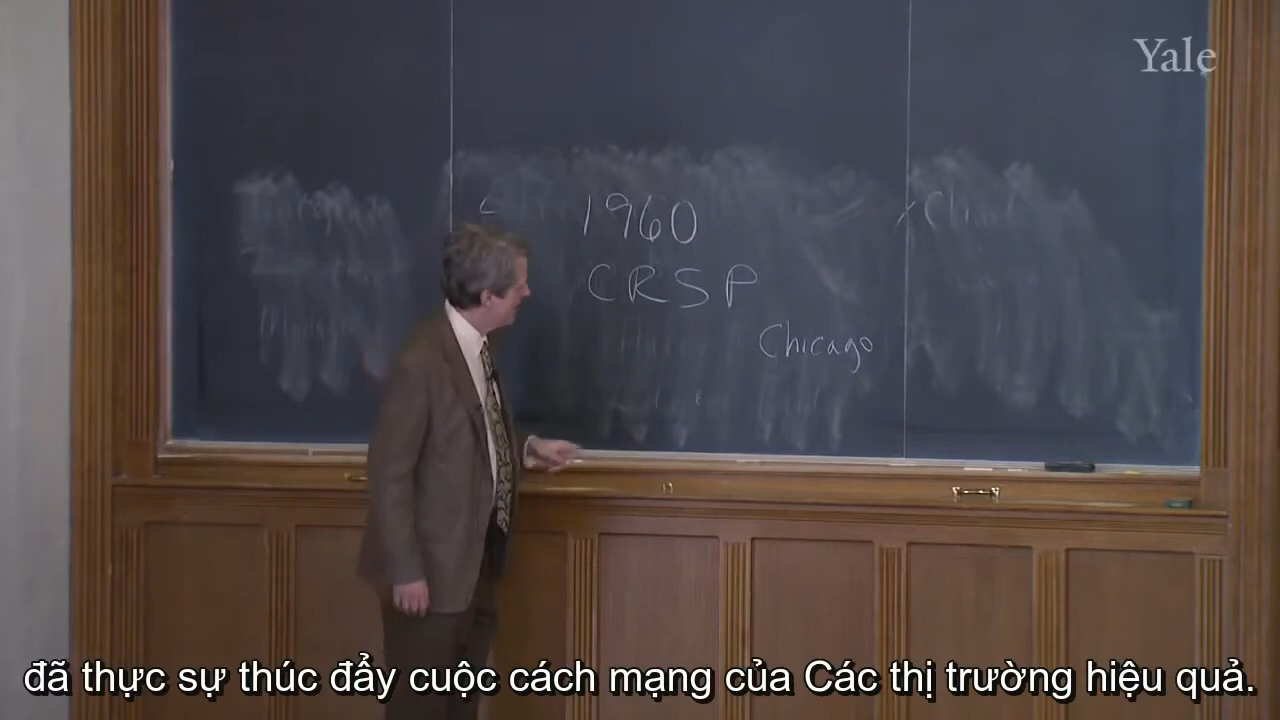 Yale
1960
CRSP
Chicago
đã thực sự thúc đẩy cuộc cách mạng của Các thị trường hiệu quả.